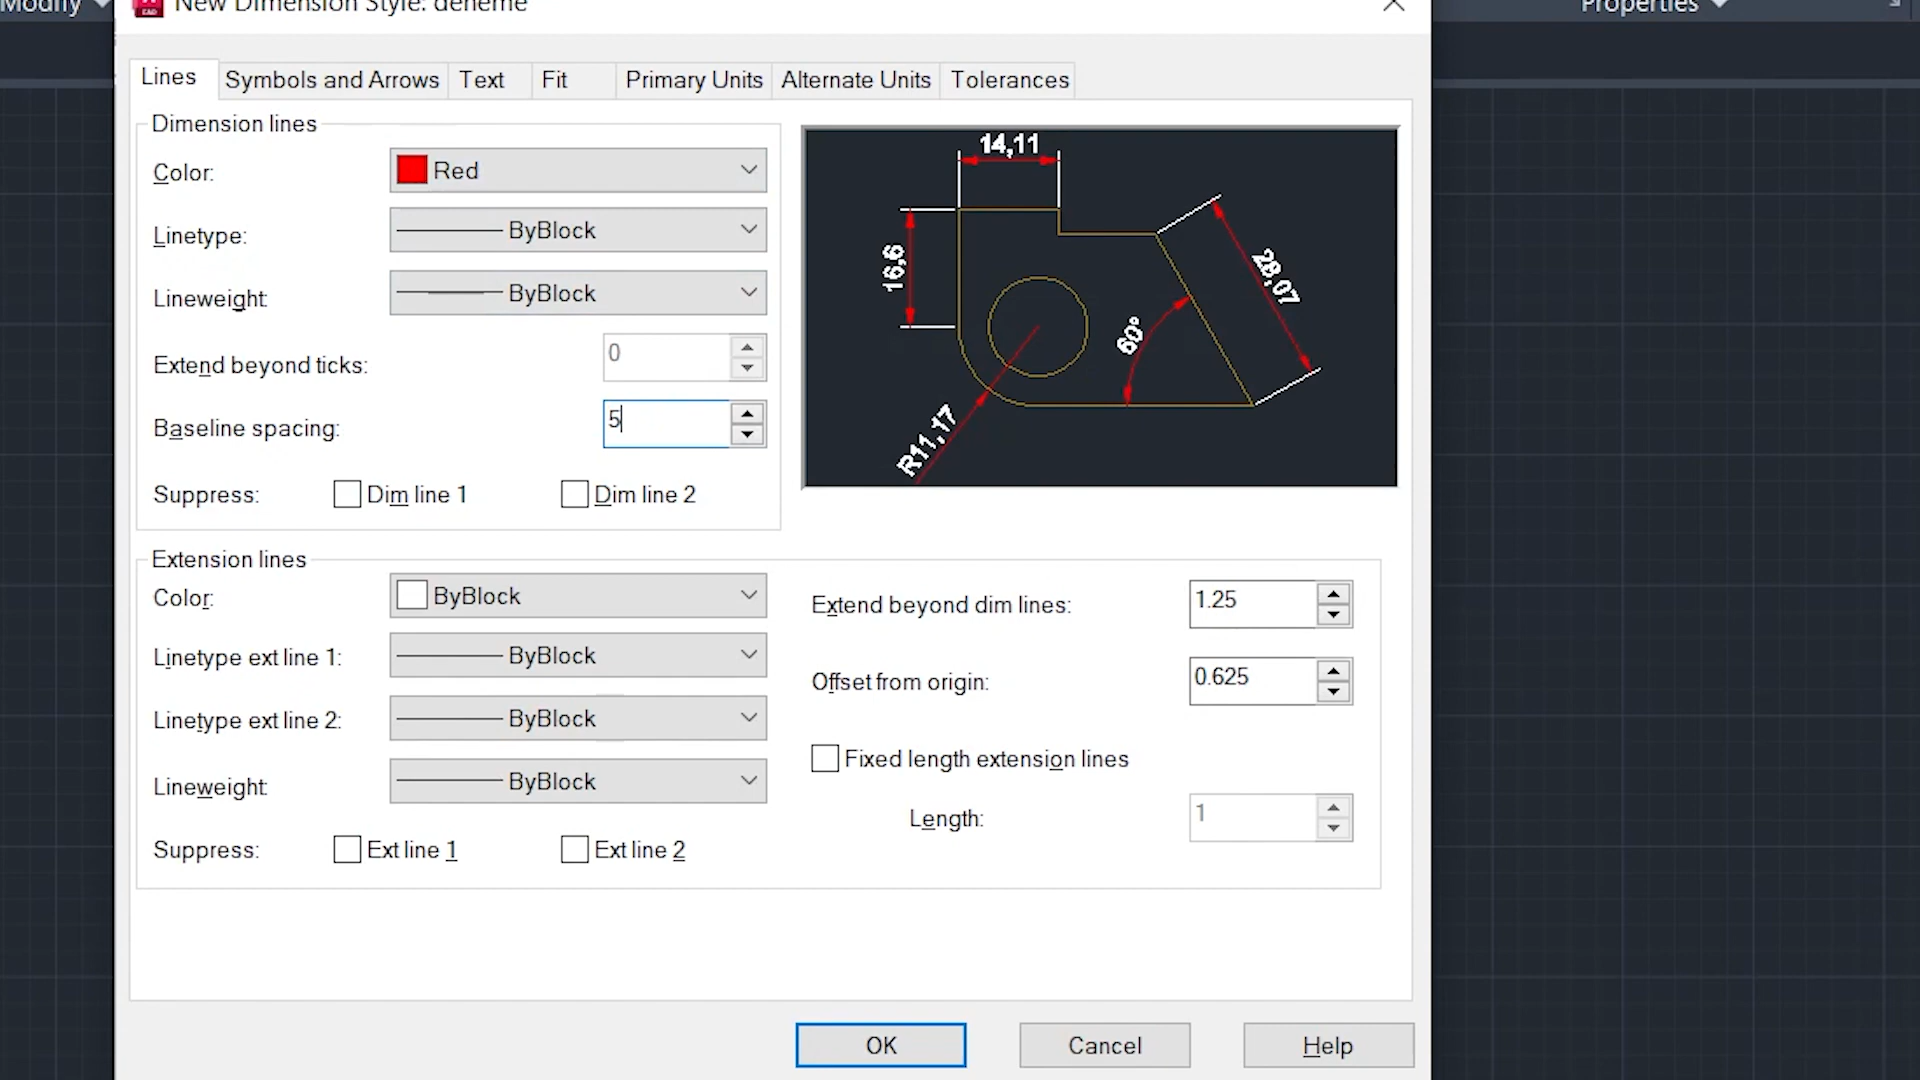 Modify
Properties
New Dimension Style: deneme
Lines
Symbols and Arrows
Text
Fit
Primary Units
Alternate Units
Tolerances
Dimension lines
Color:
Red
Linetype:
ByBlock
Lineweight:
ByBlock
Extend beyond ticks:
0
Baseline spacing:
5
Suppress:
Dim line 1
Dim line 2
14,11
16,6
28,07
60°
R11,17
Extension lines
Color:
ByBlock
Linetype ext line 1:
ByBlock
Linetype ext line 2:
ByBlock
Lineweight:
ByBlock
Suppress:
Ext line 1
Ext line 2
Extend beyond dim lines:
1.25
Offset from origin:
0.625
Fixed length extension lines
Length:
1
OK
Cancel
Help